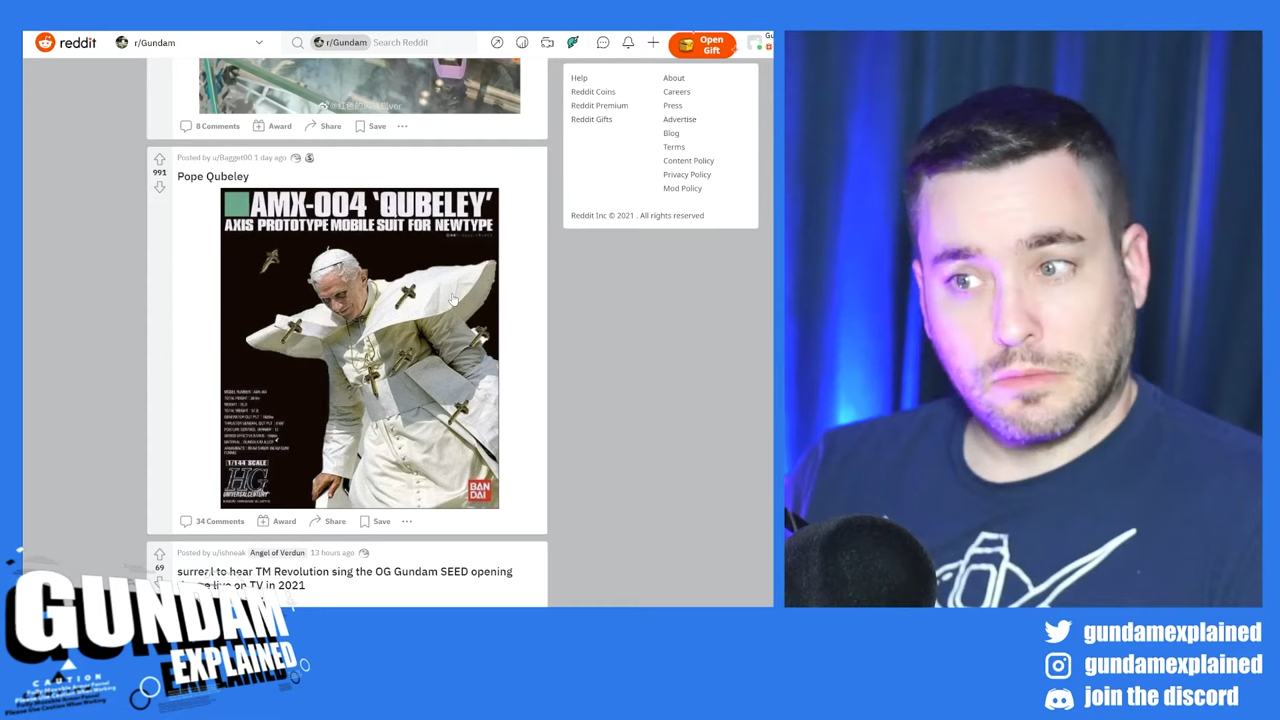 reddit
r/Gundam
r/Gundam Search Reddit
Open Gift
Gu
8 Comments
Award
Share
Save
Help
About
Reddit Coins
Careers
Reddit Premium
Press
Reddit Gifts
Advertise
Blog
Terms
Content Policy
Privacy Policy
Mod Policy
Reddit Inc © 2021 . All rights reserved
Posted by u/Bagget00 1 day ago
991
Pope Qubeley
AMX-004 'QUBELEY'
AXIS PROTOTYPE MOBILE SUIT FOR NEWTYPE
1/144 SCALE
HG
UNIVERSAL CENTURY
BAN
DAI
34 Comments
Award
Share
Save
Posted by u/ishneak Angel of Verdun 13 hours ago
69
surreal to hear TM Revolution sing the OG Gundam SEED opening
live on TV in 2021
GUNDAM
EXPLAINED
CAUTION
gundamexplained
gundamexplained
join the discord